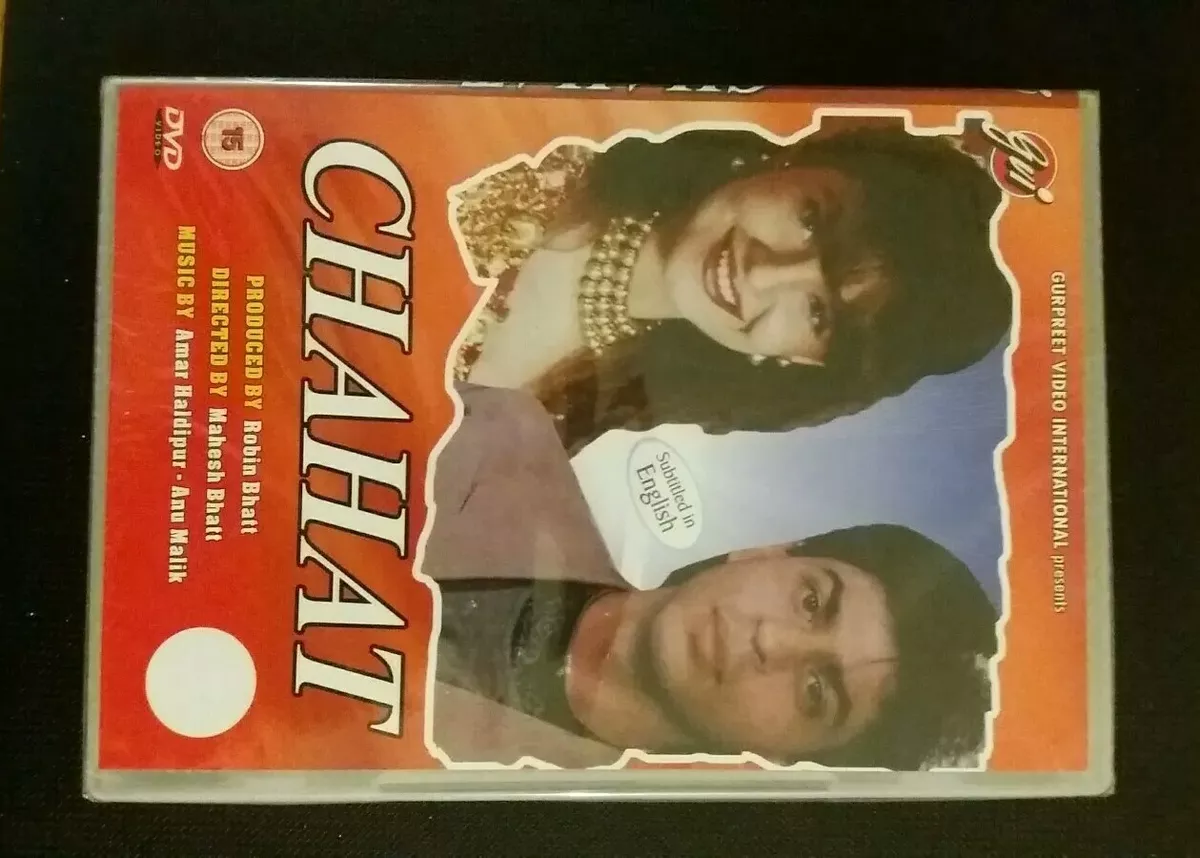 gvi
GURPREET VIDEO INTERNATIONAL presents
Subtitled in
English
CHAHAT
PRODUCED BY Robin Bhatt
DIRECTED BY Mahesh Bhatt
MUSIC BY Amar Haldipur • Anu Malik
15
DVD
VIDEO